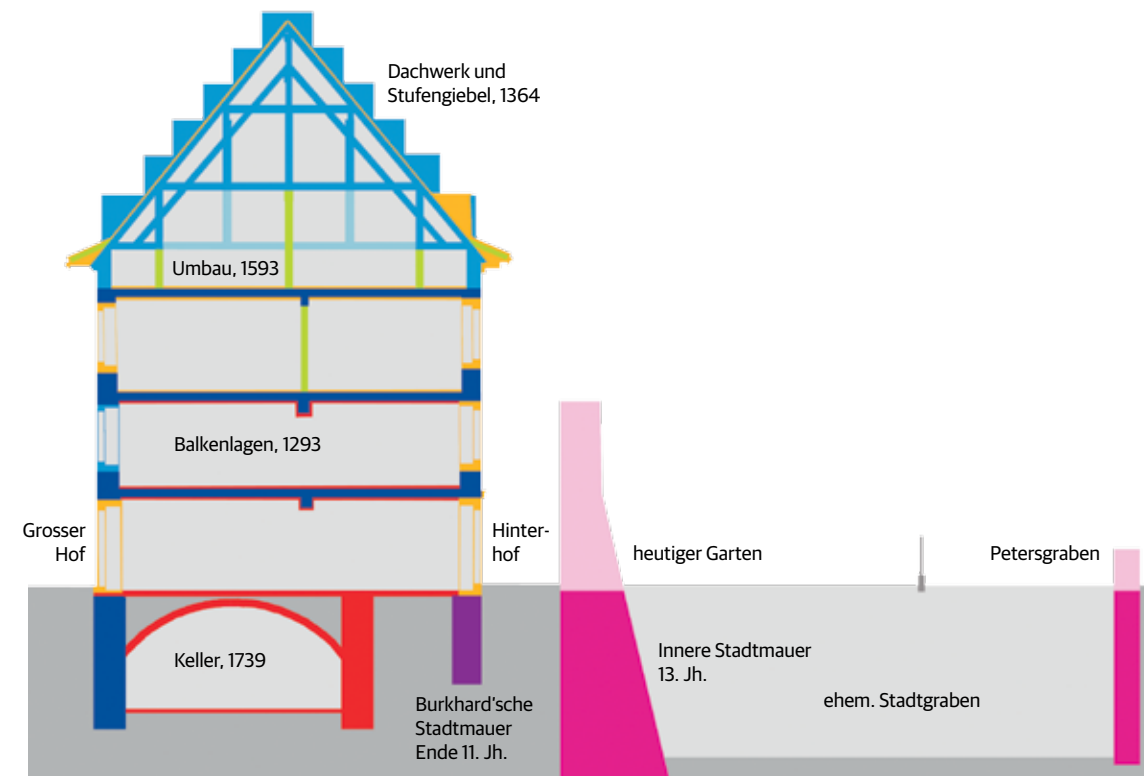 Dachwerk und
Stufengiebel, 1364
Umbau, 1593
Balkenlagen, 1293
Grosser
Hof
Hinter-
hof
heutiger Garten
Petersgraben
Keller, 1739
Innere Stadtmauer
13. Jh.
ehem. Stadtgraben
Burkhard'sche
Stadtmauer
Ende 11. Jh.